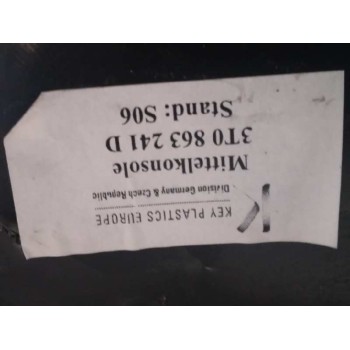 KEY PLASTICS EUROPE
Division Germany & Czech Republic
Mittelkonsole
3T0 863 241 D
Stand: S06